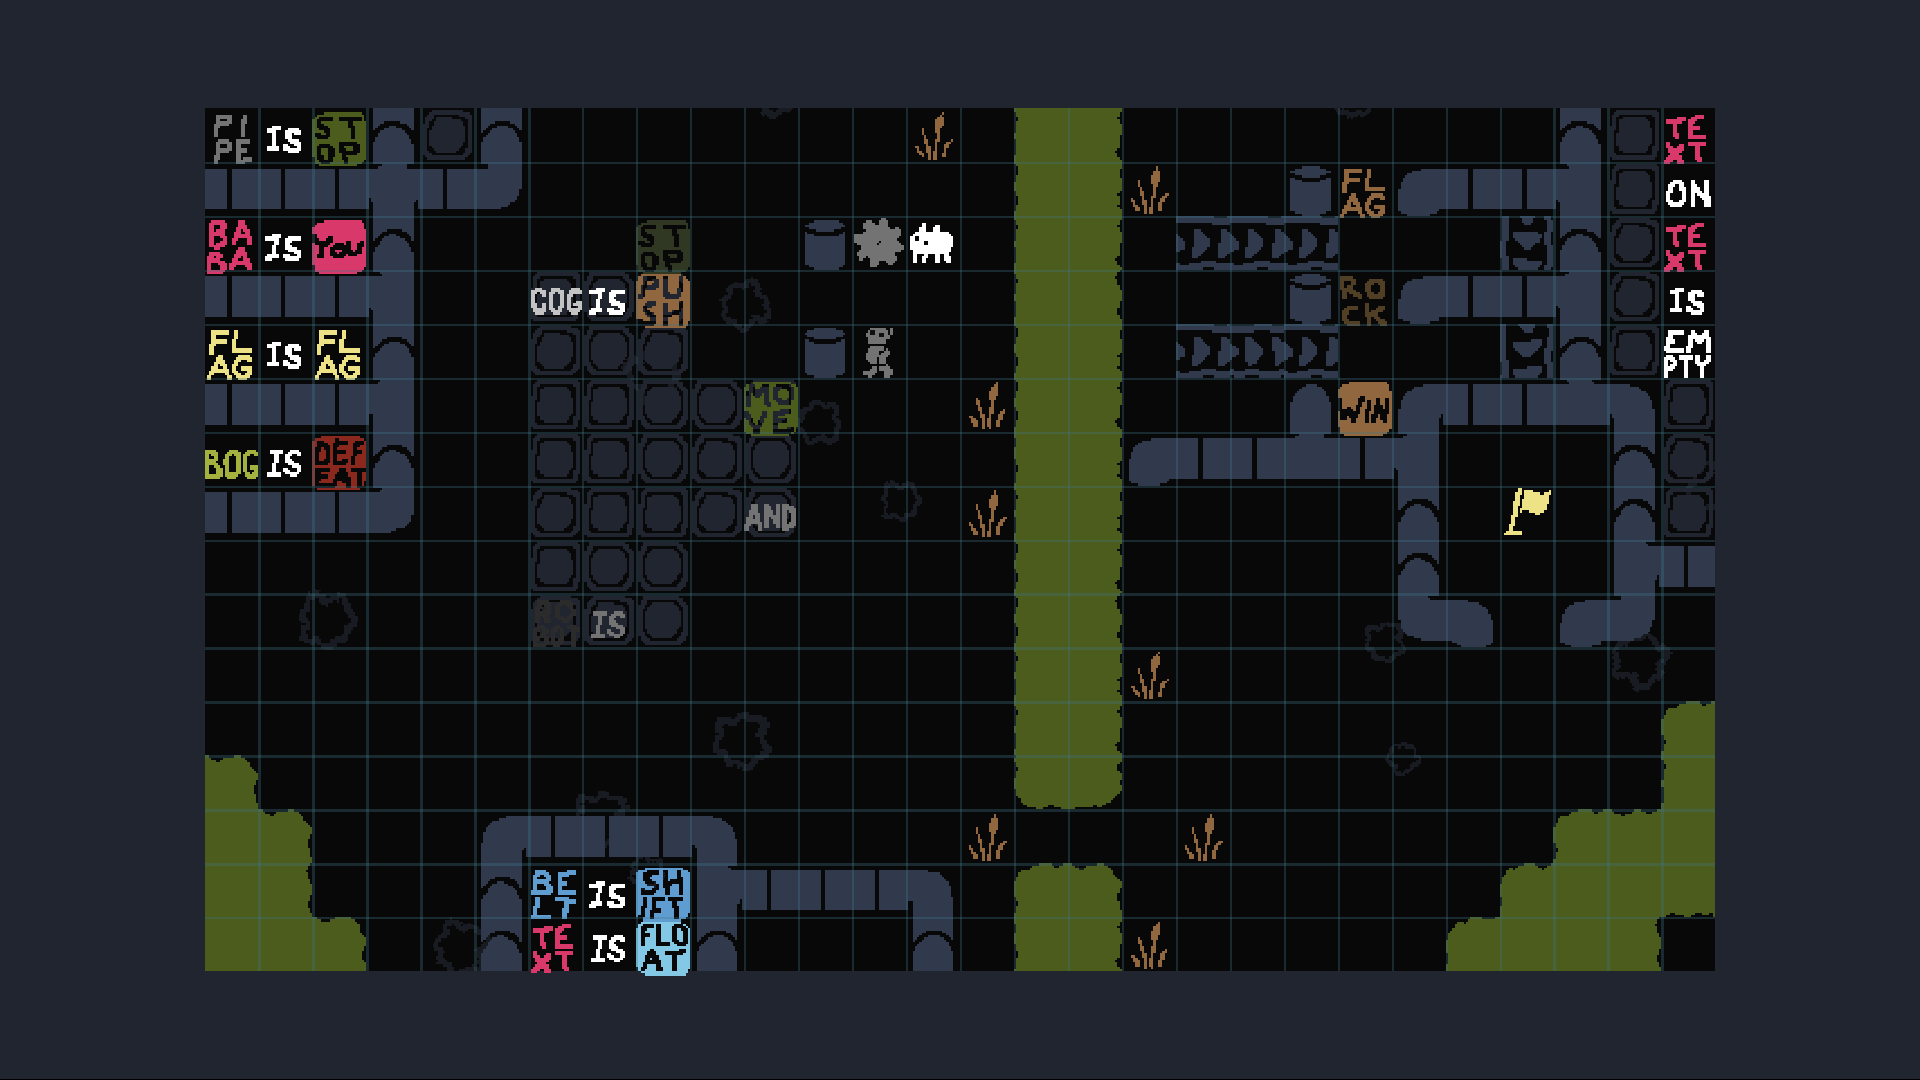 PIPE IS STOP
TEXT
ON
FLAG
BABA IS YOU
STOP
TEXT
COG IS PUSH
ROCK
IS
FLAG IS FLAG
EMPTY
MOVE
WIN
BOG IS DEFEAT
AND
ROBOT IS
BELT IS SHIFT
TEXT IS FLOAT